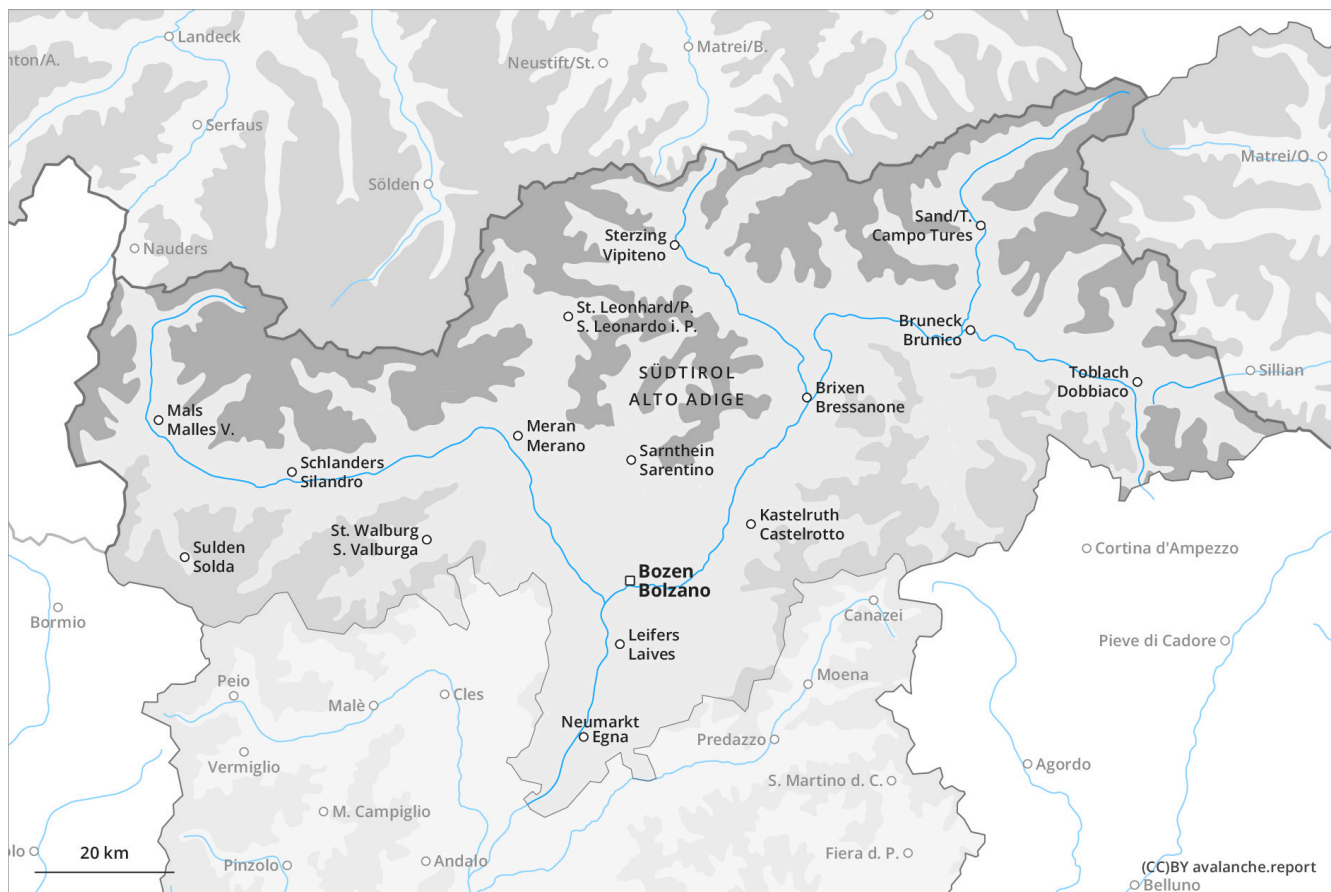 Landeck
nton/A.
Matrei/B.
Neustift/St.
Serfaus
Matrei/O.
Sölden
Sand/T.
Campo Tures
Sterzing
Vipiteno
Nauders
St. Leonhard/P.
S. Leonardo i. P.
Bruneck
Brunico
SÜDTIROL
ALTO ADIGE
Toblach
Dobbiaco
Sillian
Brixen
Bressanone
Mals
Malles V.
Meran
Merano
Schlanders
Silandro
Sarnthein
Sarentino
Kastelruth
Castelrotto
St. Walburg
S. Valburga
Sulden
Solda
Cortina d'Ampezzo
Bozen
Bolzano
Bormio
Canazei
Leifers
Laives
Pieve di Cadore
Peio
Malè
Cles
Moena
Neumarkt
Egna
Predazzo
Vermiglio
Agordo
S. Martino d. C.
M. Campiglio
olo
20 km
Pinzolo
Andalo
Fiera d. P.
(CC)BY avalanche.report
Belluno